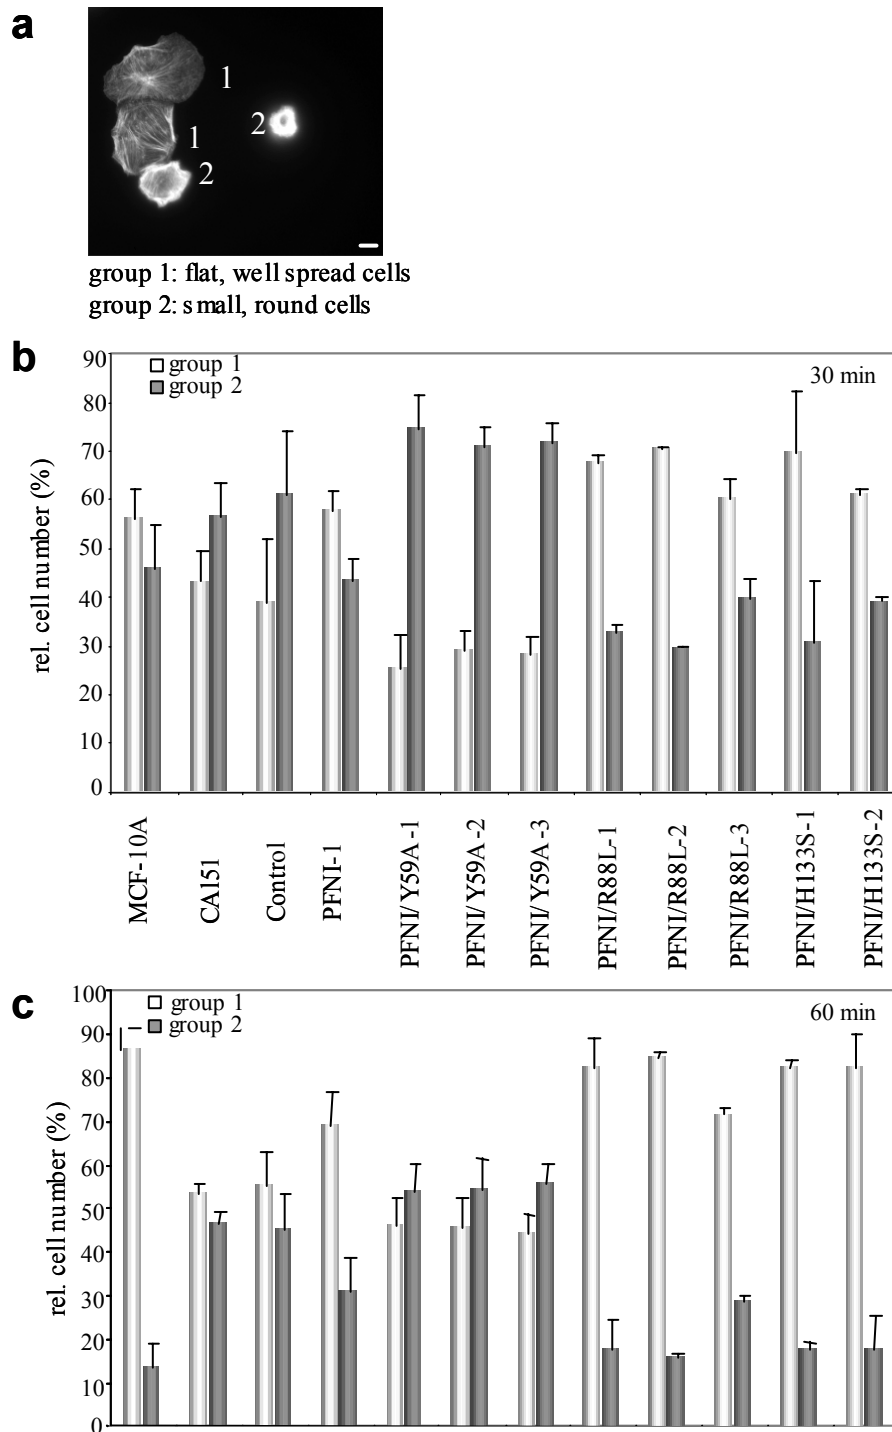 a
1
2
1
2
group 1: flat, well spread cells
group 2: small, round cells
b
group 1
group 2
30 min
rel. cell number (%)
90
80
70
60
50
40
30
20
10
0
MCF-10A
CA151
Control
PFNI-1
PFNI/Y59A-1
PFNI/Y59A-2
PFNI/Y59A-3
PFNI/R88L-1
PFNI/R88L-2
PFNI/R88L-3
PFNI/H133S-1
PFNI/H133S-2
c
group 1
group 2
60 min
rel. cell number (%)
100
90
80
70
60
50
40
30
20
10
0